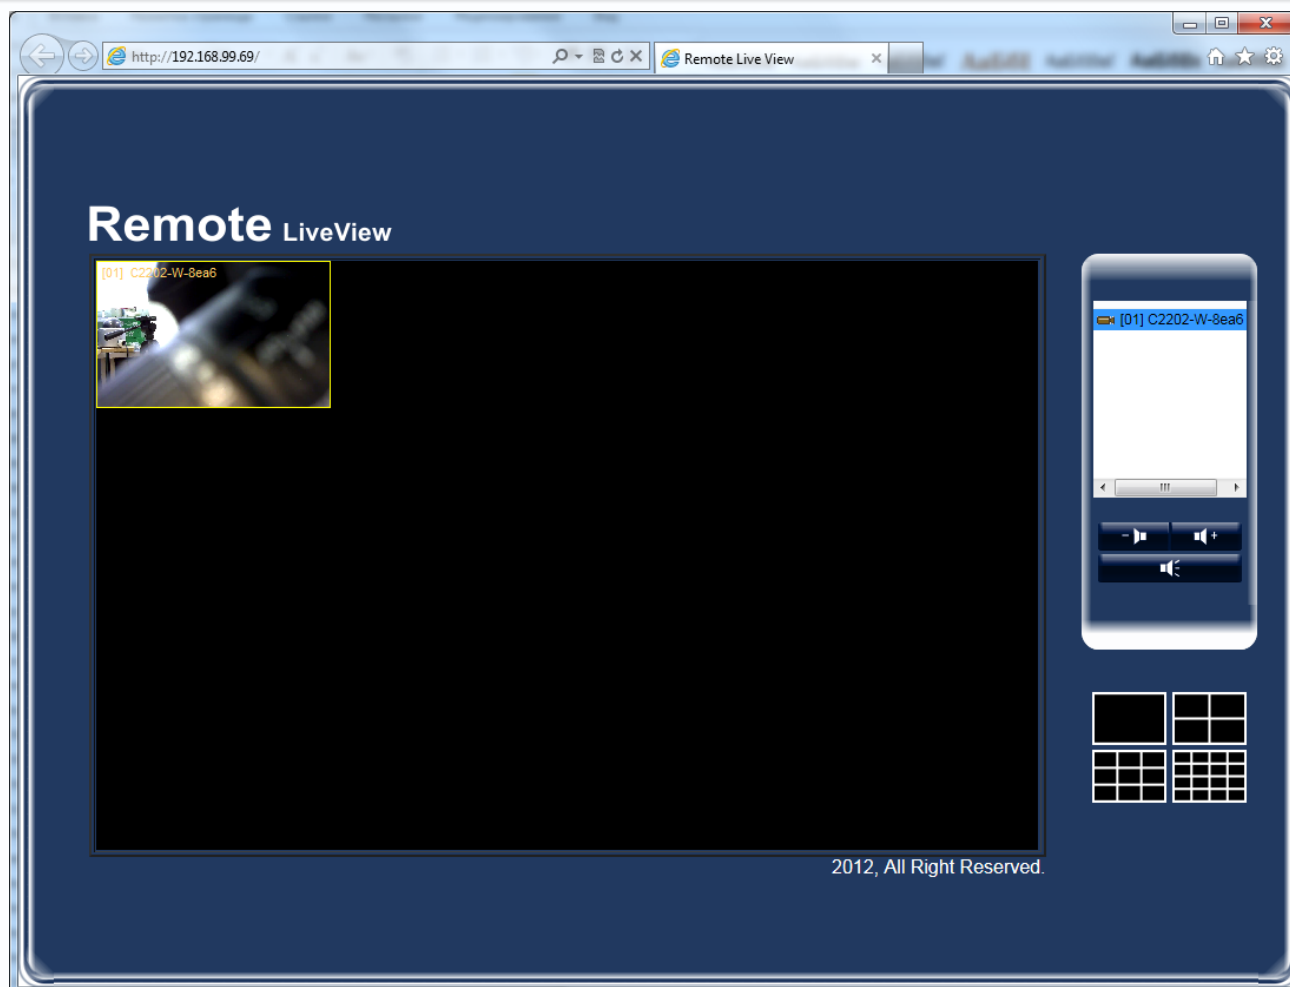 http://192.168.99.69/
Remote Live View
Remote LiveView
[01] C2202-W-8ea6
[01] C2202-W-8ea6
2012, All Right Reserved.